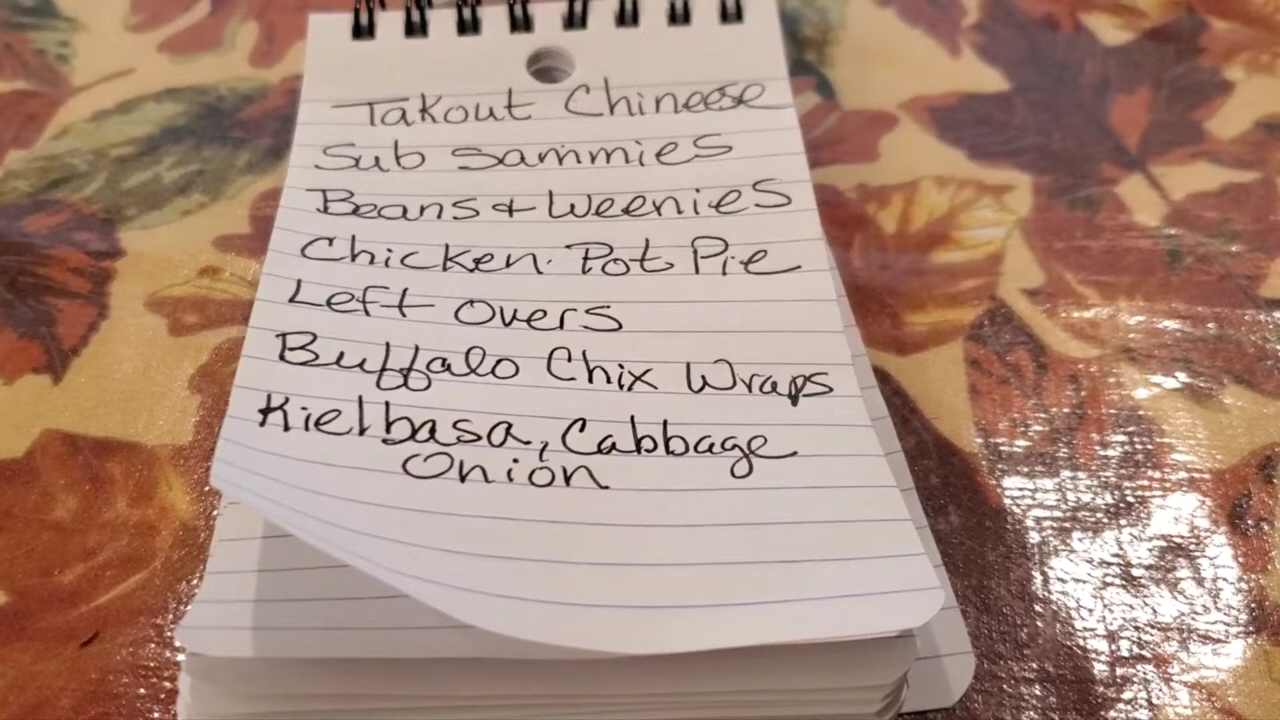 Takout Chineese
Sub Sammies
Beans & Weenies
Chicken Pot Pie
Left Overs
Buffalo Chix Wraps
Kielbasa, Cabbage
Onion